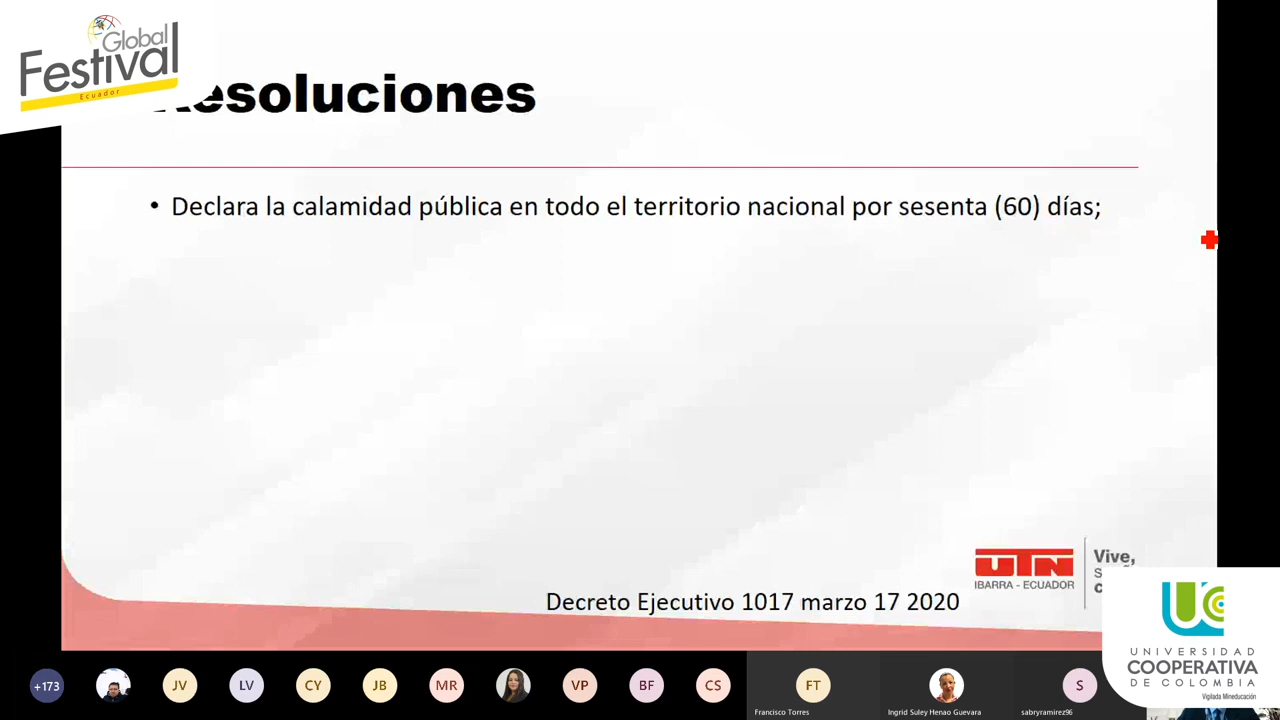 Global
Festival
Ecuador
Resoluciones
• Declara la calamidad pública en todo el territorio nacional por sesenta (60) días;
UTN
IBARRA - ECUADOR
Vive,
Decreto Ejecutivo 1017 marzo 17 2020
UNIVERSIDAD
COOPERATIVA
DE COLOMBIA
Vigilada Mineducación
+173
JV
LV
CY
JB
MR
VP
BF
CS
FT
S
Francisco Torres
Ingrid Suley Henao Guevara
sabryramirez96